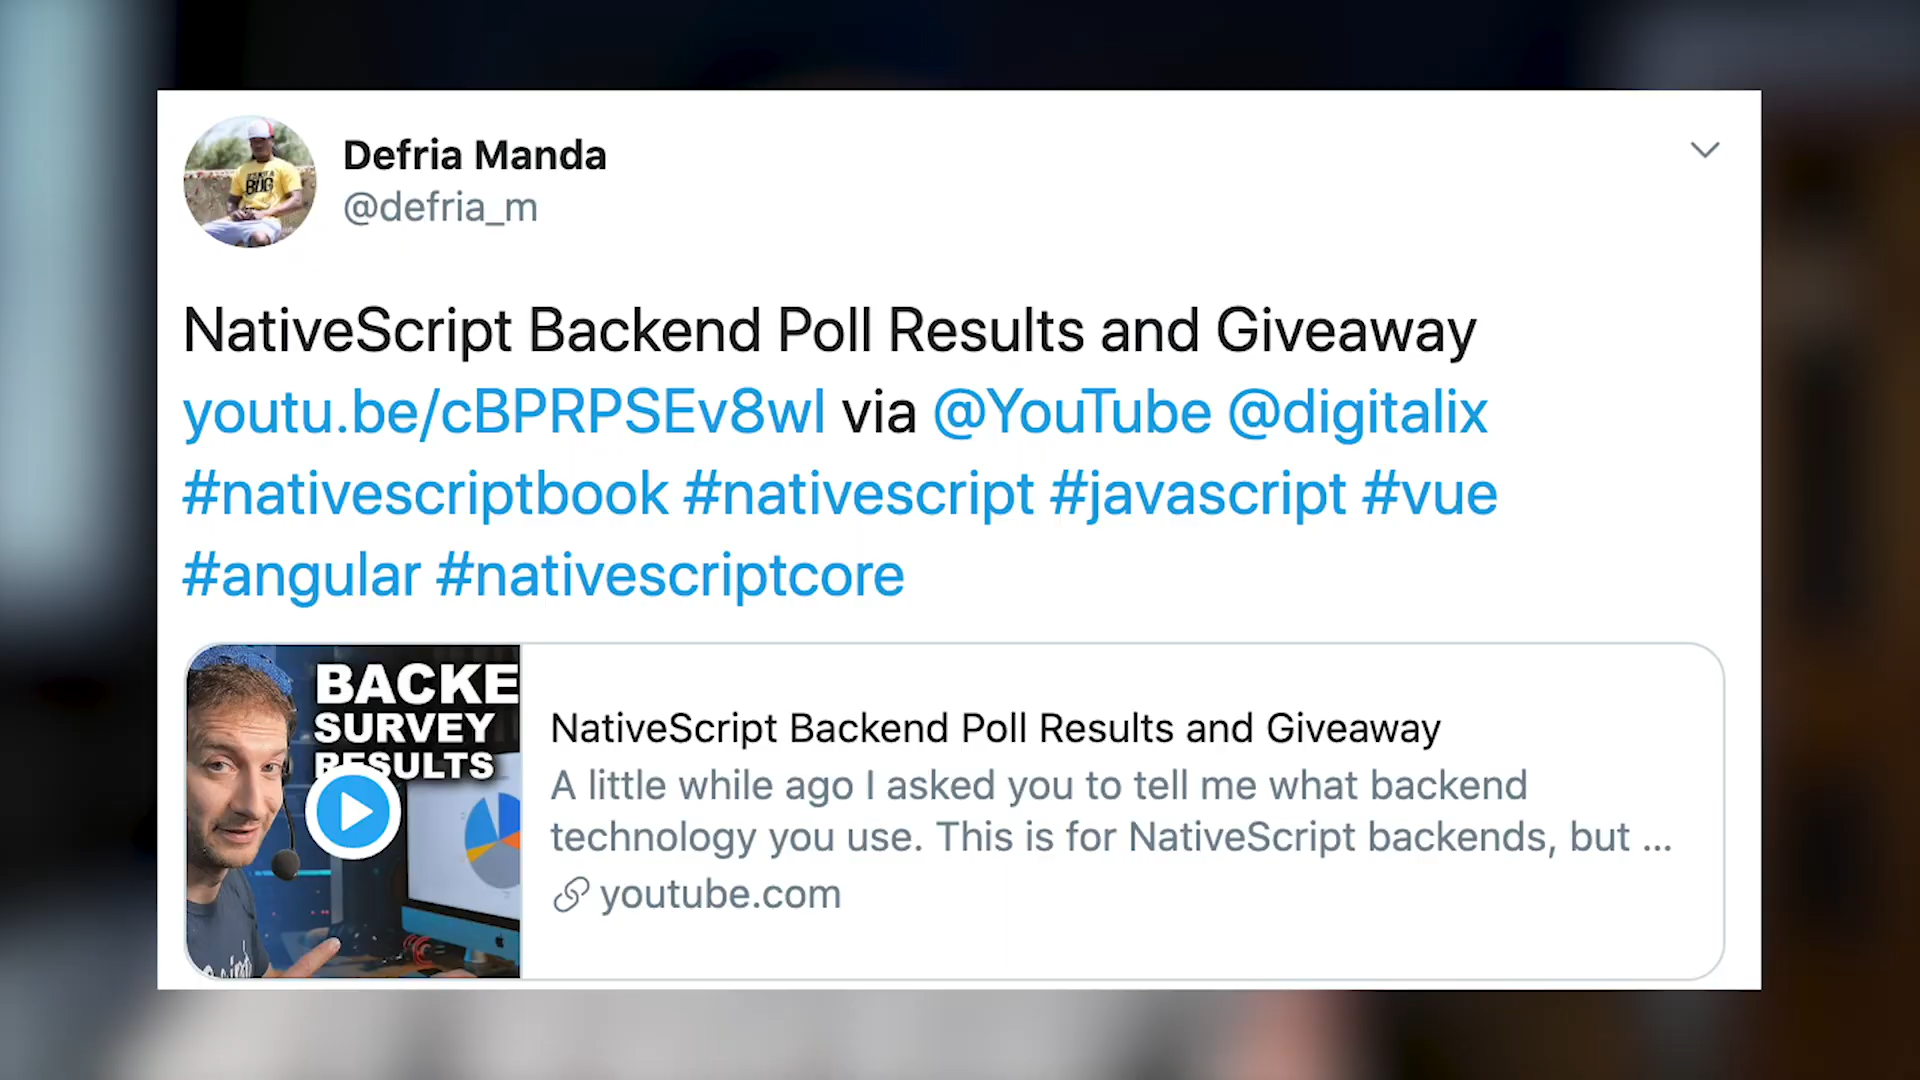 Defria Manda
@defria_m
NativeScript Backend Poll Results and Giveaway
youtu.be/cBPRPSEv8wI via @YouTube @digitalix
#nativescriptbook #nativescript #javascript #vue
#angular #nativescriptcore
BACKE
SURVEY
RESULTS
NativeScript Backend Poll Results and Giveaway
A little while ago I asked you to tell me what backend
technology you use. This is for NativeScript backends, but ...
youtube.com